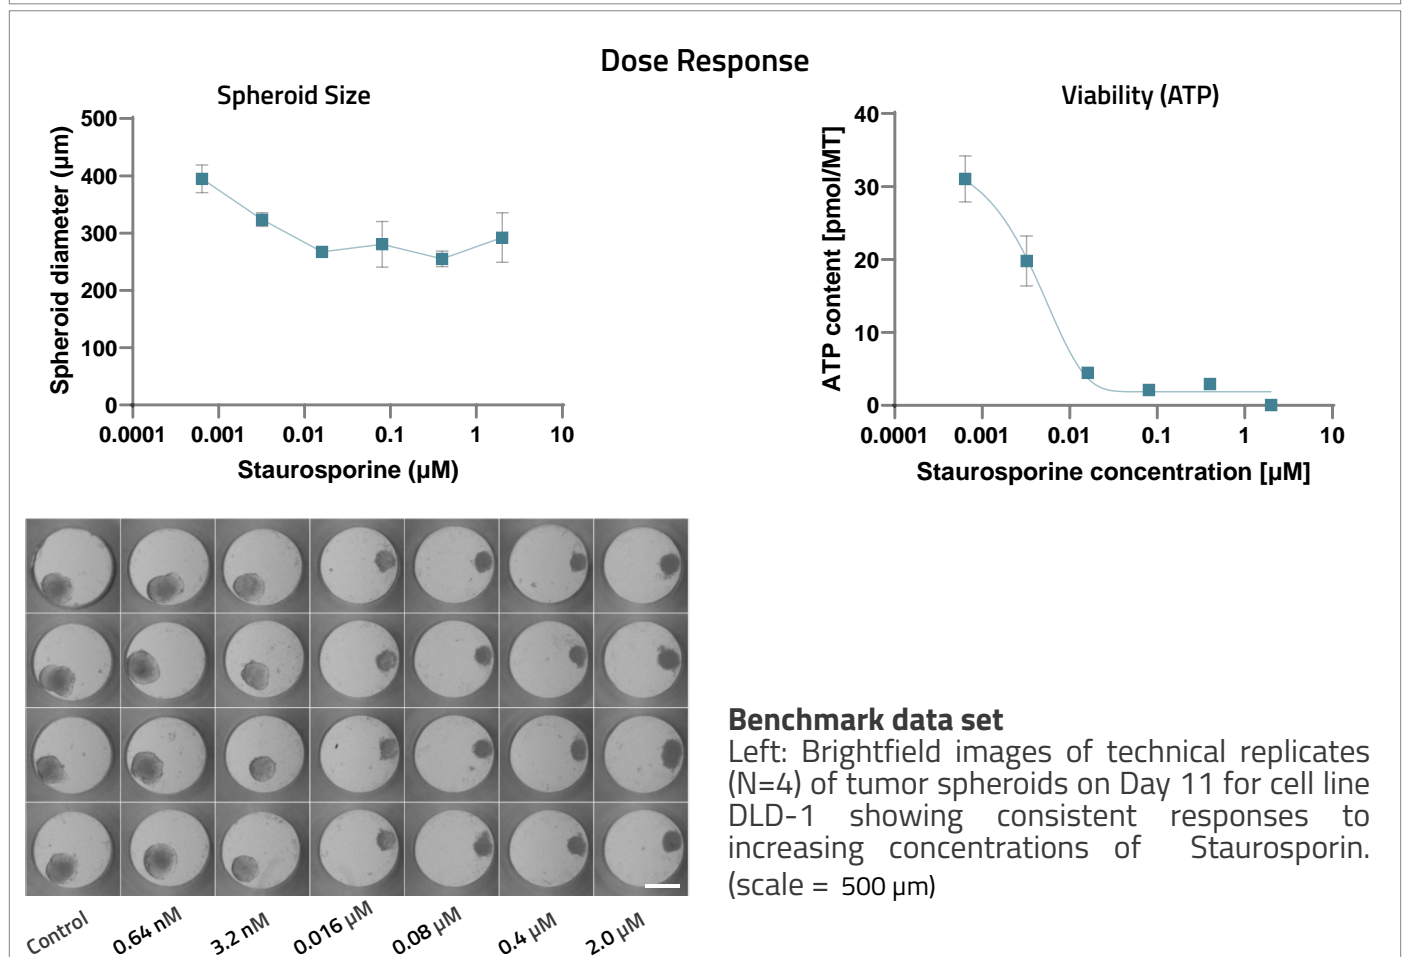 Dose Response
Spheroid Size
Spheroid diameter (µm)
500
400
300
200
100
0
0.0001 0.001 0.01 0.1 1 10
Staurosporine (µM)
Viability (ATP)
ATP content [pmol/MT]
40
30
20
10
0
0.0001 0.001 0.01 0.1 1 10
Staurosporine concentration [µM]
Control 0.64 nM 3.2 nM 0.016 µM 0.08 µM 0.4 µM 2.0 µM
Benchmark data set
Left: Brightfield images of technical replicates
(N=4) of tumor spheroids on Day 11 for cell line
DLD-1 showing consistent responses to
increasing concentrations of Staurosporin.
(scale = 500 µm)